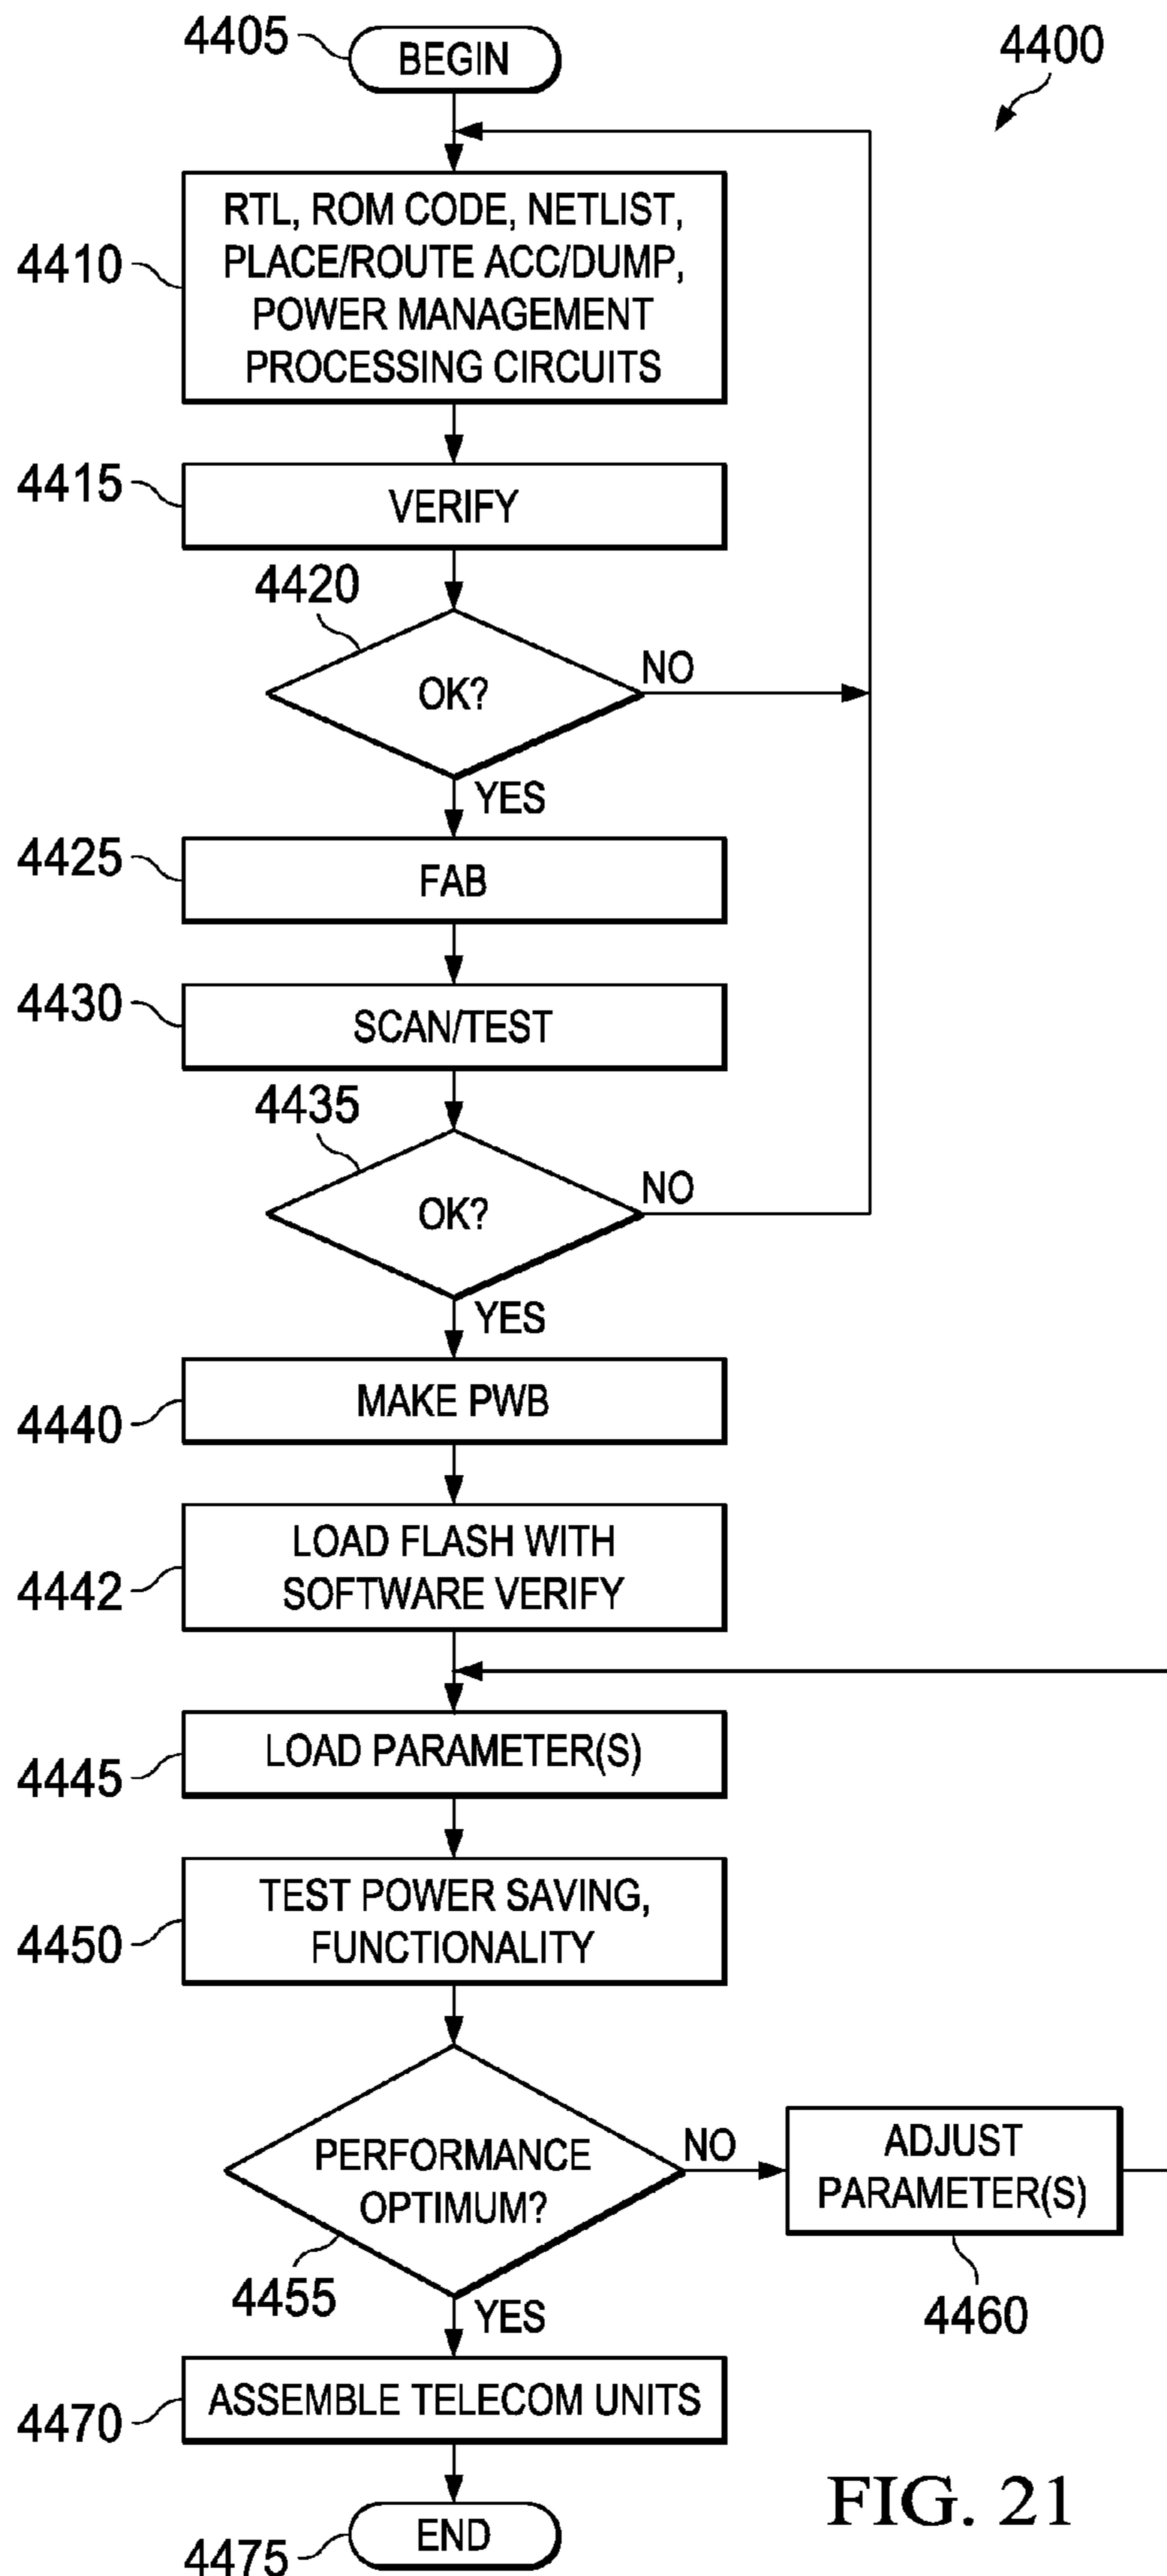 4405
BEGIN
4400
4410
RTL, ROM CODE, NETLIST,
PLACE/ROUTE ACC/DUMP,
POWER MANAGEMENT
PROCESSING CIRCUITS
4415
VERIFY
4420
OK?
NO
YES
4425
FAB
4430
SCAN/TEST
4435
OK?
NO
YES
4440
MAKE PWB
4442
LOAD FLASH WITH
SOFTWARE VERIFY
4445
LOAD PARAMETER(S)
4450
TEST POWER SAVING,
FUNCTIONALITY
PERFORMANCE
OPTIMUM?
4455
NO
ADJUST
PARAMETER(S)
4460
YES
4470
ASSEMBLE TELECOM UNITS
4475
END
FIG. 21